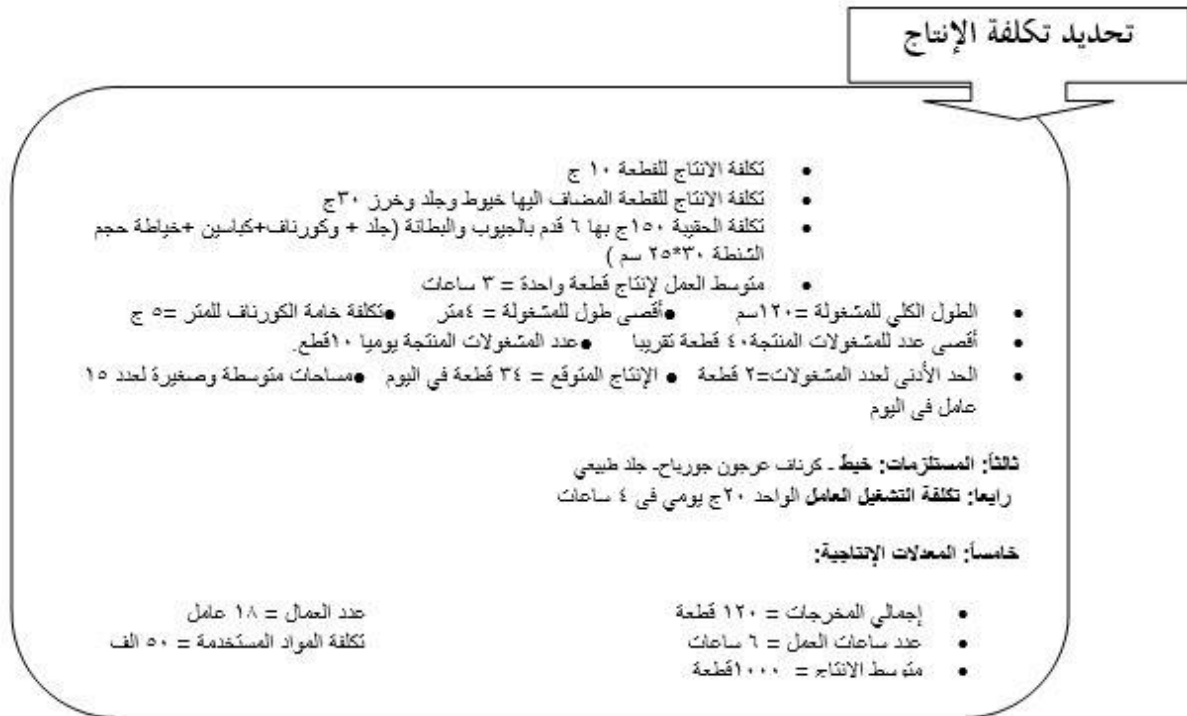 تحديد تكلفة الإنتاج
• تكلفة الانتاج للقطعة ١٠ ج
• تكلفة الانتاج للقطعة المضاف اليها خيوط وجلد وخرز ٣٠ج
• تكلفة الحقيبة ١٥٠ج بها ٦ قدم بالجيوب والبطانة (جلد + وكورناف+كباسين +خياطة حجم
الشنطة ٣٠*٢٥ سم )
• متوسط العمل لإنتاج قطعة واحدة = ٣ ساعات
• الطول الكلي للمشغولة =١٢٠سم •أقصى طول للمشغولة = ٤متر •تكلفة خامة الكورناف للمتر =٥ ج
• أقصى عدد للمشغولات المنتجة٤٠ قطعة تقريبا •عدد المشغولات المنتجة يوميا ١٠قطع.
• الحد الأدنى لعدد المشغولات=٢ قطعة • الإنتاج المتوقع = ٣٤ قطعة فى اليوم •مساحات متوسطة وصغيرة لعدد ١٥
عامل فى اليوم
ثالثاً: المستلزمات: خيط ـ كرناف عرجون جورباح ـ جلد طبيعي
رابعا: تكلفة التشغيل العامل الواحد ٢٠ج يومي فى ٤ ساعات
خامساً: المعدلات الإنتاجية:
• إجمالي المخرجات = ١٢٠ قطعة عدد العمال = ١٨ عامل
• عدد ساعات العمل = ٦ ساعات تكلفة المواد المستخدمة = ٥٠ الف
• متوسط الانتاج = ١٠٠٠قطعة